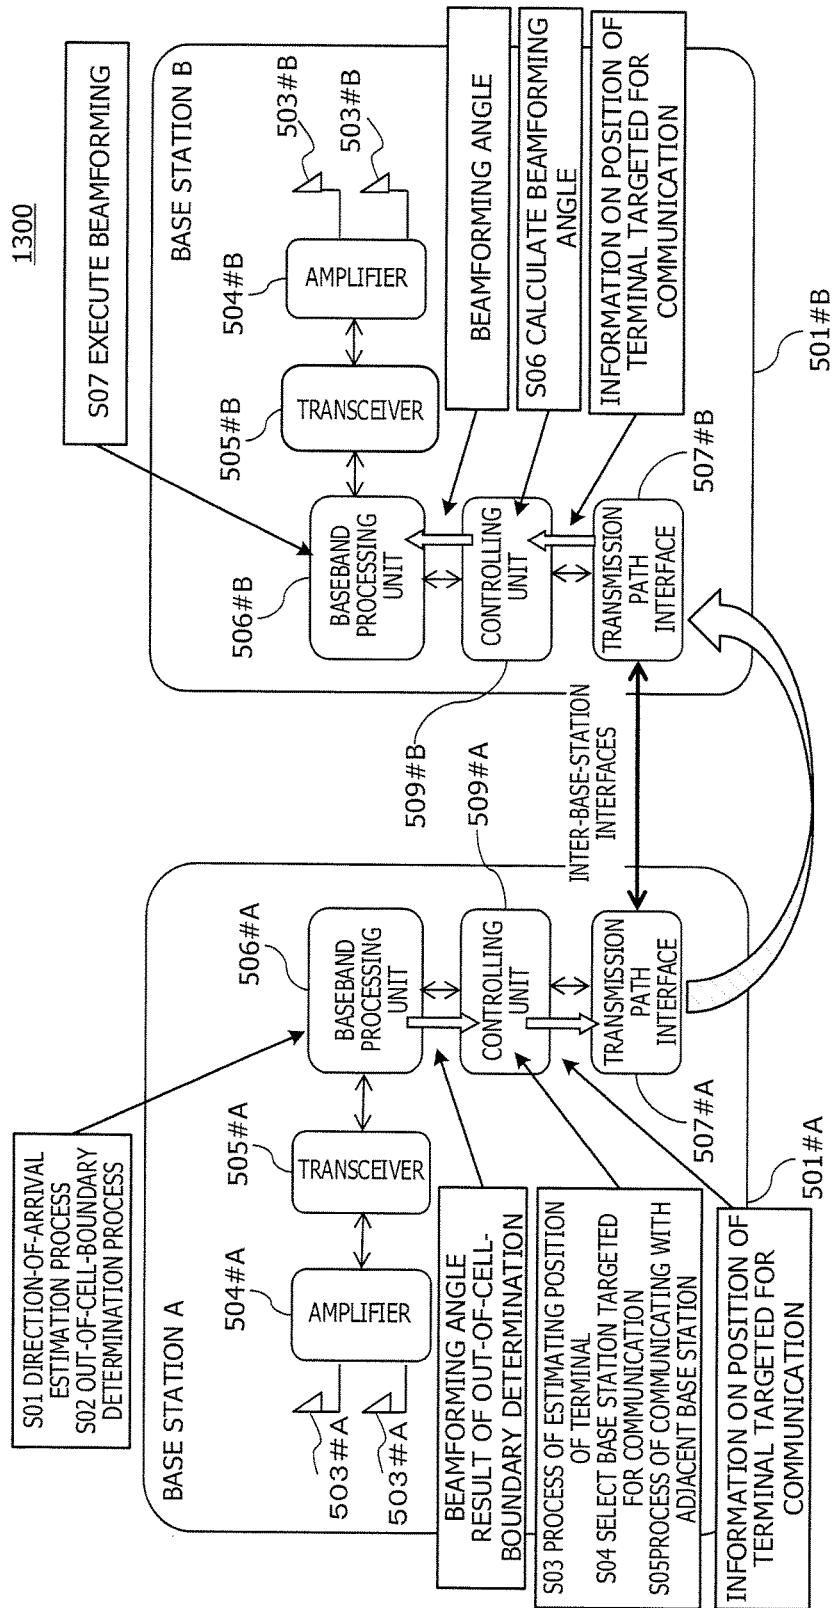 1300
S01 DIRECTION-OF-ARRIVAL
ESTIMATION PROCESS
S02 OUT-OF-CELL-BOUNDARY
DETERMINATION PROCESS
BASE STATION A
503#A
503#A
504#A
AMPLIFIER
505#A
TRANSCEIVER
506#A
BASEBAND
PROCESSING
UNIT
509#A
CONTROLLING
UNIT
TRANSMISSION
PATH
INTERFACE
507#A
501#A
BEAMFORMING ANGLE
RESULT OF OUT-OF-CELL-
BOUNDARY DETERMINATION
S03 PROCESS OF ESTIMATING POSITION
OF TERMINAL
S04 SELECT BASE STATION TARGETED
FOR COMMUNICATION
S05PROCESS OF COMMUNICATING WITH
ADJACENT BASE STATION
INFORMATION ON POSITION OF
TERMINAL TARGETED FOR
COMMUNICATION
INTER-BASE-STATION
INTERFACES
S07 EXECUTE BEAMFORMING
BASE STATION B
506#B
BASEBAND
PROCESSING
UNIT
505#B
TRANSCEIVER
504#B
AMPLIFIER
503#B
503#B
509#B
CONTROLLING
UNIT
TRANSMISSION
PATH
INTERFACE
507#B
501#B
BEAMFORMING ANGLE
S06 CALCULATE BEAMFORMING
ANGLE
INFORMATION ON POSITION OF
TERMINAL TARGETED FOR
COMMUNICATION